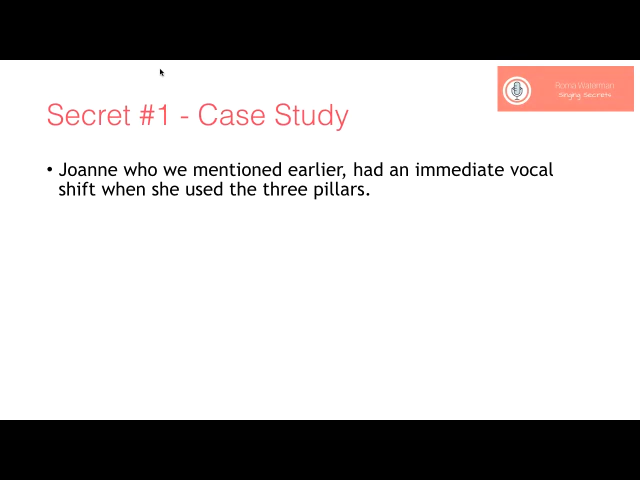 Roma Waterman
Singing Secrets
Secret #1 - Case Study
• Joanne who we mentioned earlier, had an immediate vocal
shift when she used the three pillars.